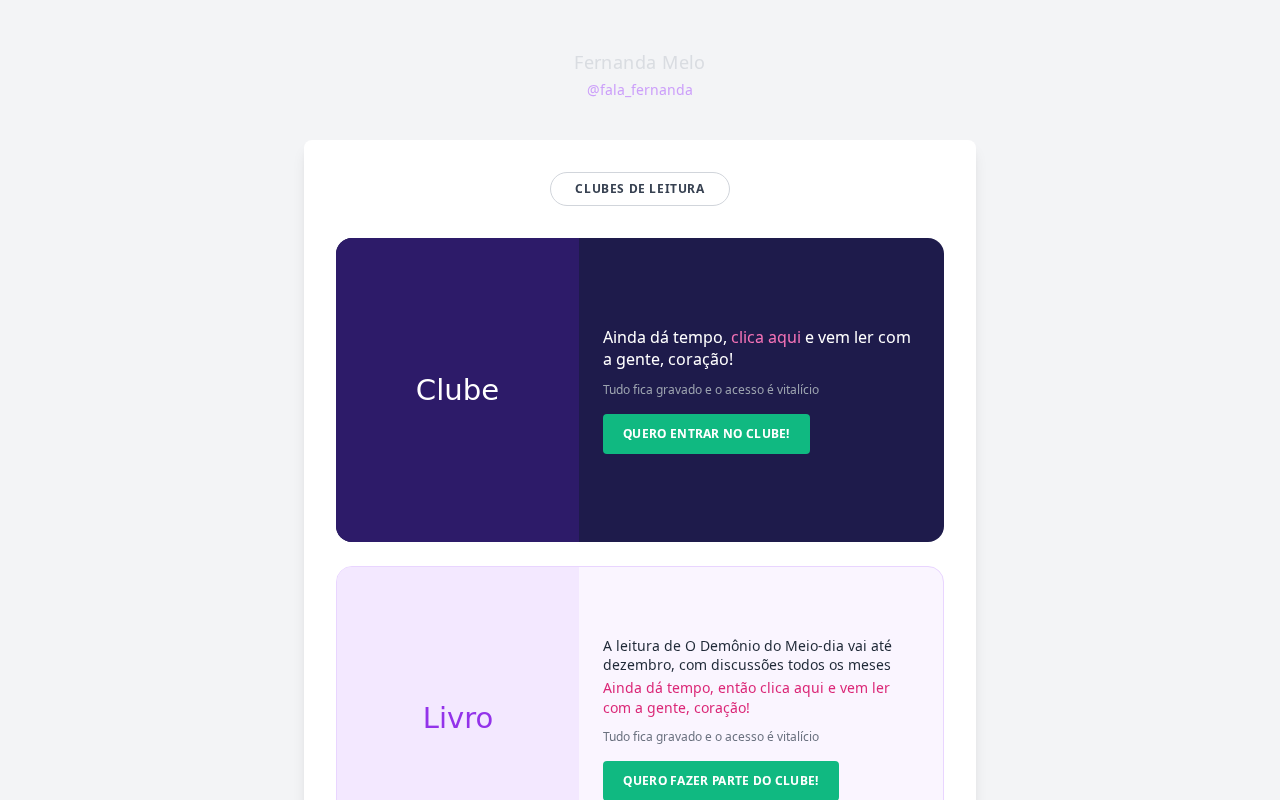 Fernanda Melo
@fala_fernanda
CLUBES DE LEITURA
Clube
Ainda dá tempo, clica aqui e vem ler com
a gente, coração!
Tudo fica gravado e o acesso é vitalício
QUERO ENTRAR NO CLUBE!
Livro
A leitura de O Demônio do Meio-dia vai até
dezembro, com discussões todos os meses
Ainda dá tempo, então clica aqui e vem ler
com a gente, coração!
Tudo fica gravado e o acesso é vitalício
QUERO FAZER PARTE DO CLUBE!